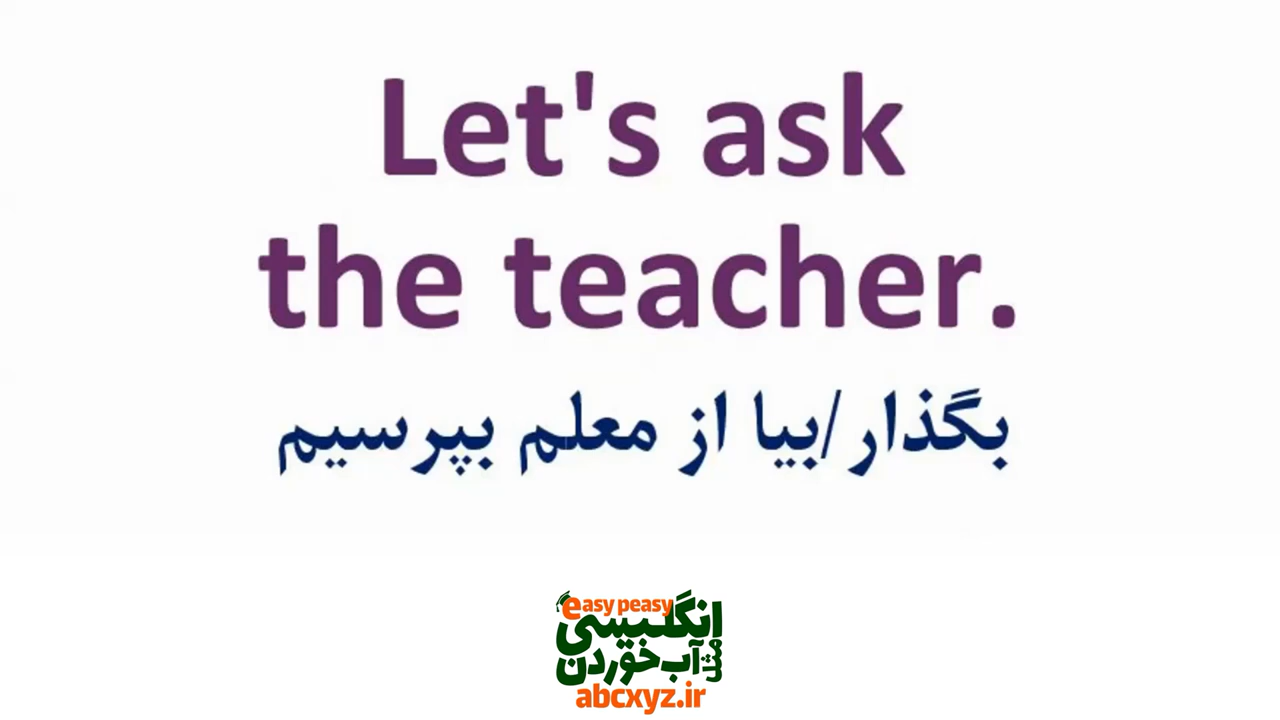 Let's ask
the teacher.
بگذار/بیا از معلم بپرسیم
easy peasy
انگلیسی
مثل
آب خوردن
abcxyz.ir